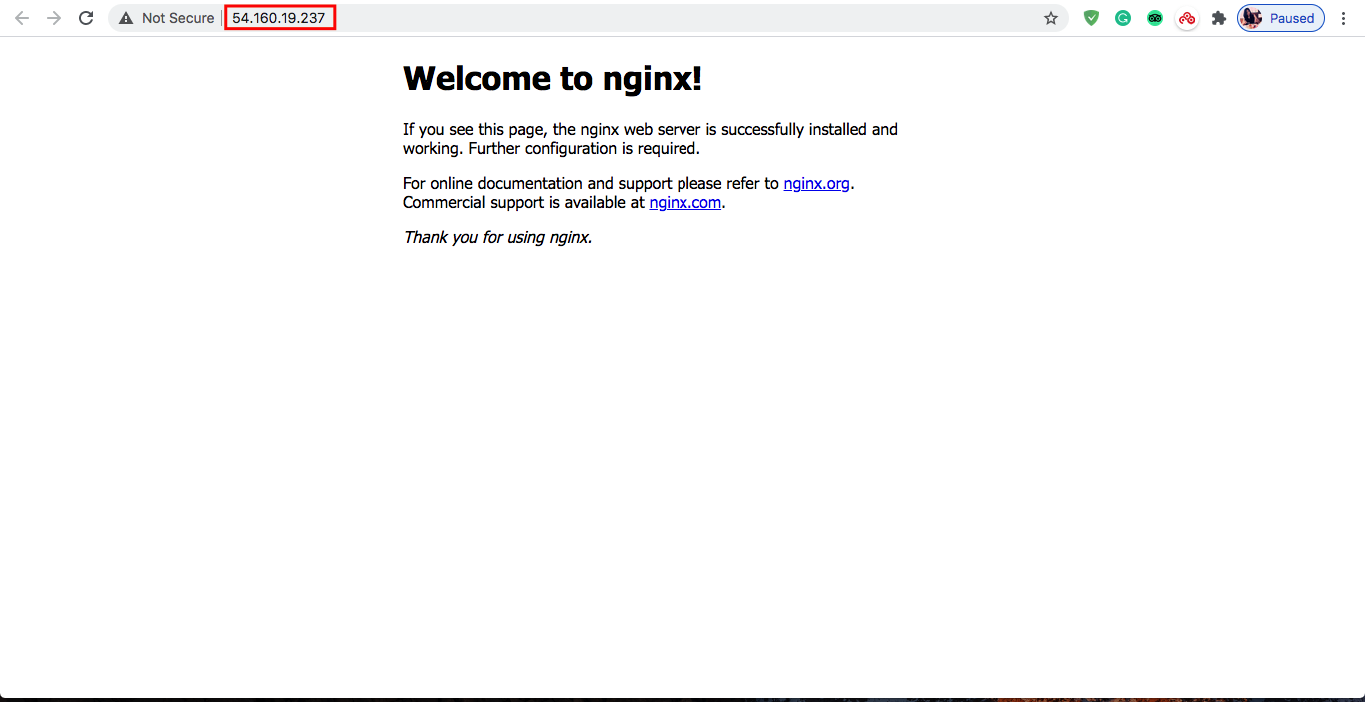 Not Secure
54.160.19.237
Paused
Welcome to nginx!
If you see this page, the nginx web server is successfully installed and
working. Further configuration is required.
For online documentation and support please refer to nginx.org.
Commercial support is available at nginx.com.
Thank you for using nginx.